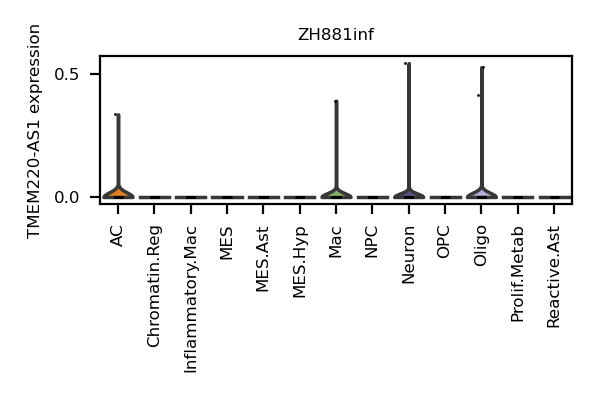 ZH881inf
TMEM220-AS1 expression
0.5
0.0
AC
Chromatin.Reg
Inflammatory.Mac
MES
MES.Ast
MES.Hyp
Mac
NPC
Neuron
OPC
Oligo
Prolif.Metab
Reactive.Ast